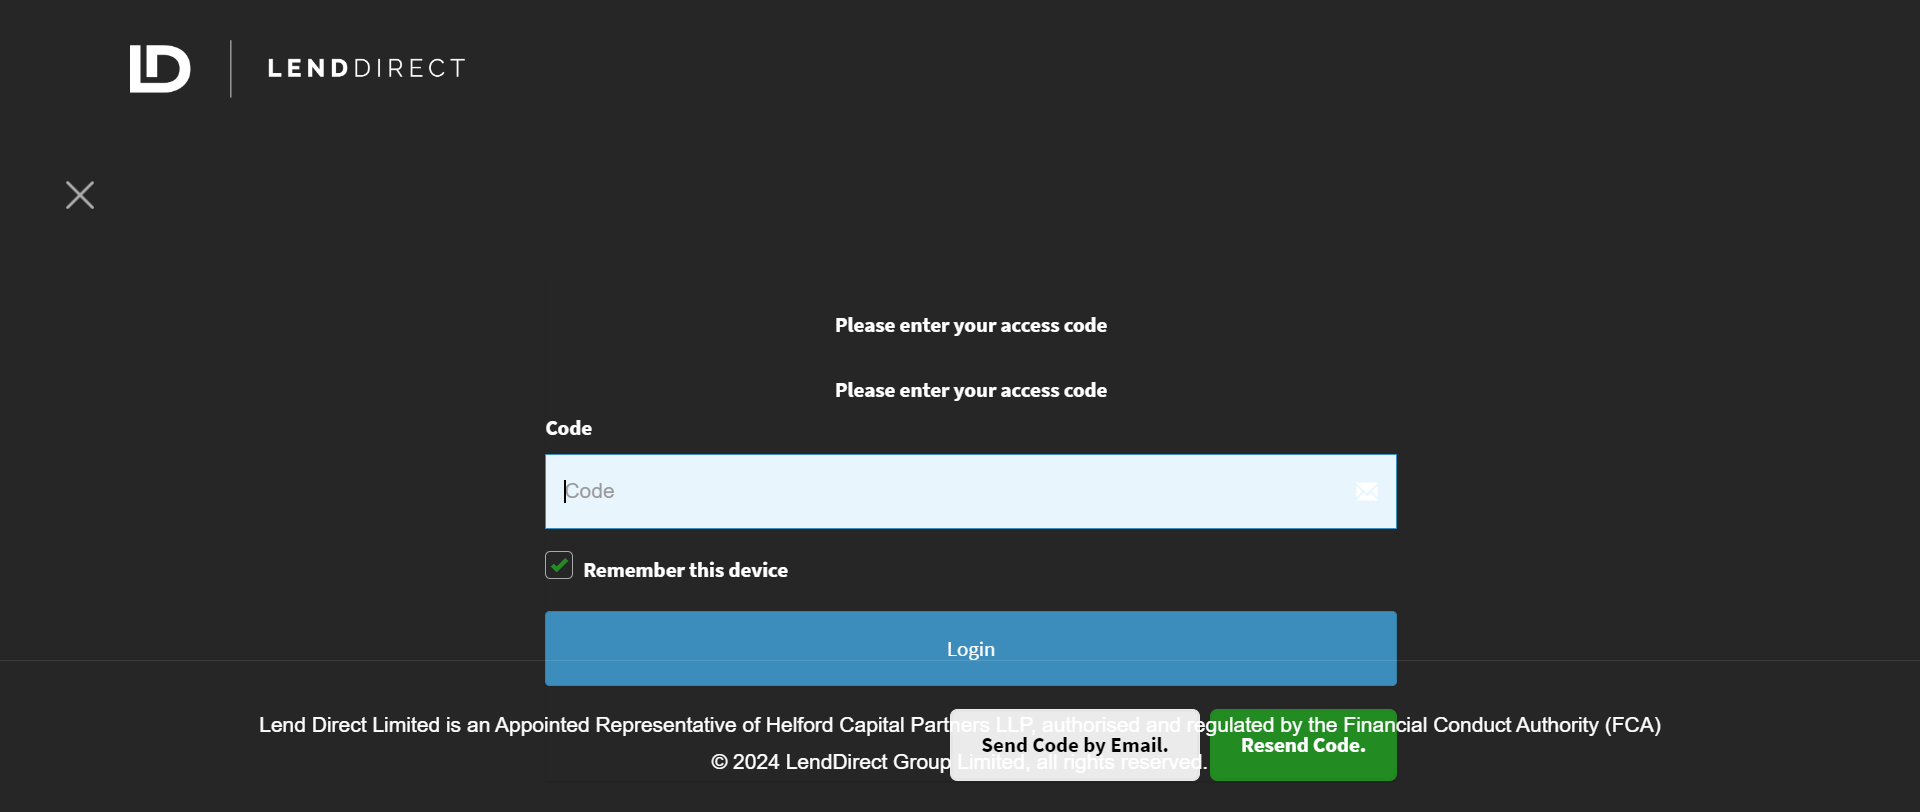 LD
LENDDIRECT
Please enter your access code
Please enter your access code
Code
Code
Remember this device
Login
Lend Direct Limited is an Appointed Representative of Helford Capital Partners LLP, authorised and regulated by the Financial Conduct Authority (FCA)
Send Code by Email.
Resend Code.
© 2024 LendDirect Group Limited, all rights reserved.